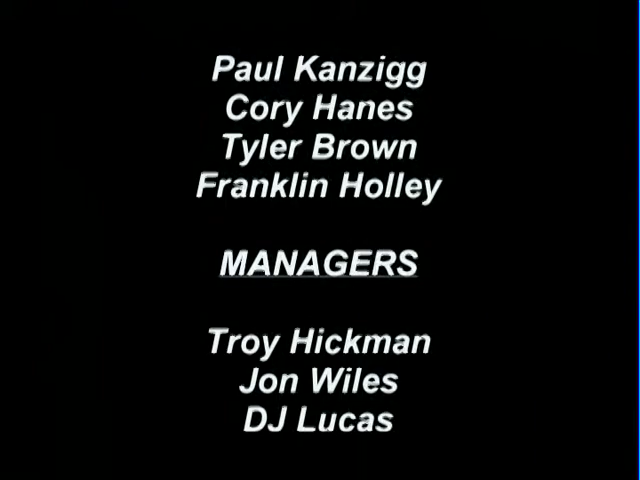 Paul Kanzigg
Cory Hanes
Tyler Brown
Franklin Holley
MANAGERS
Troy Hickman
Jon Wiles
DJ Lucas